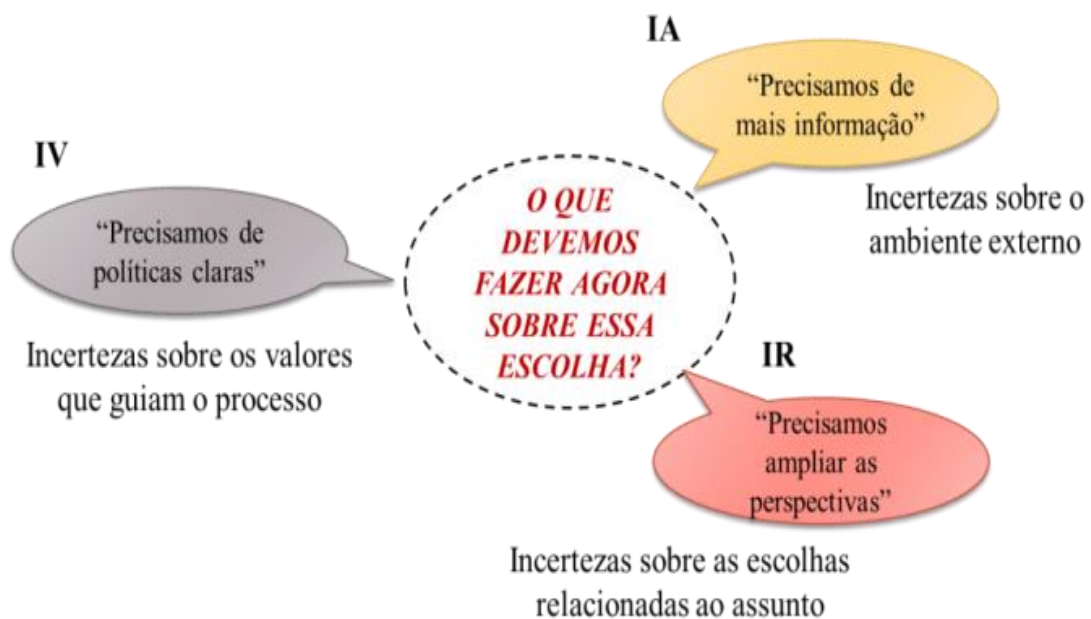 IA
“Precisamos de
mais informação”
Incertezas sobre o
ambiente externo
IV
“Precisamos de
políticas claras”
Incertezas sobre os valores
que guiam o processo
O QUE
DEVEMOS
FAZER AGORA
SOBRE ESSA
ESCOLHA?
IR
“Precisamos
ampliar as
perspectivas”
Incertezas sobre as escolhas
relacionadas ao assunto